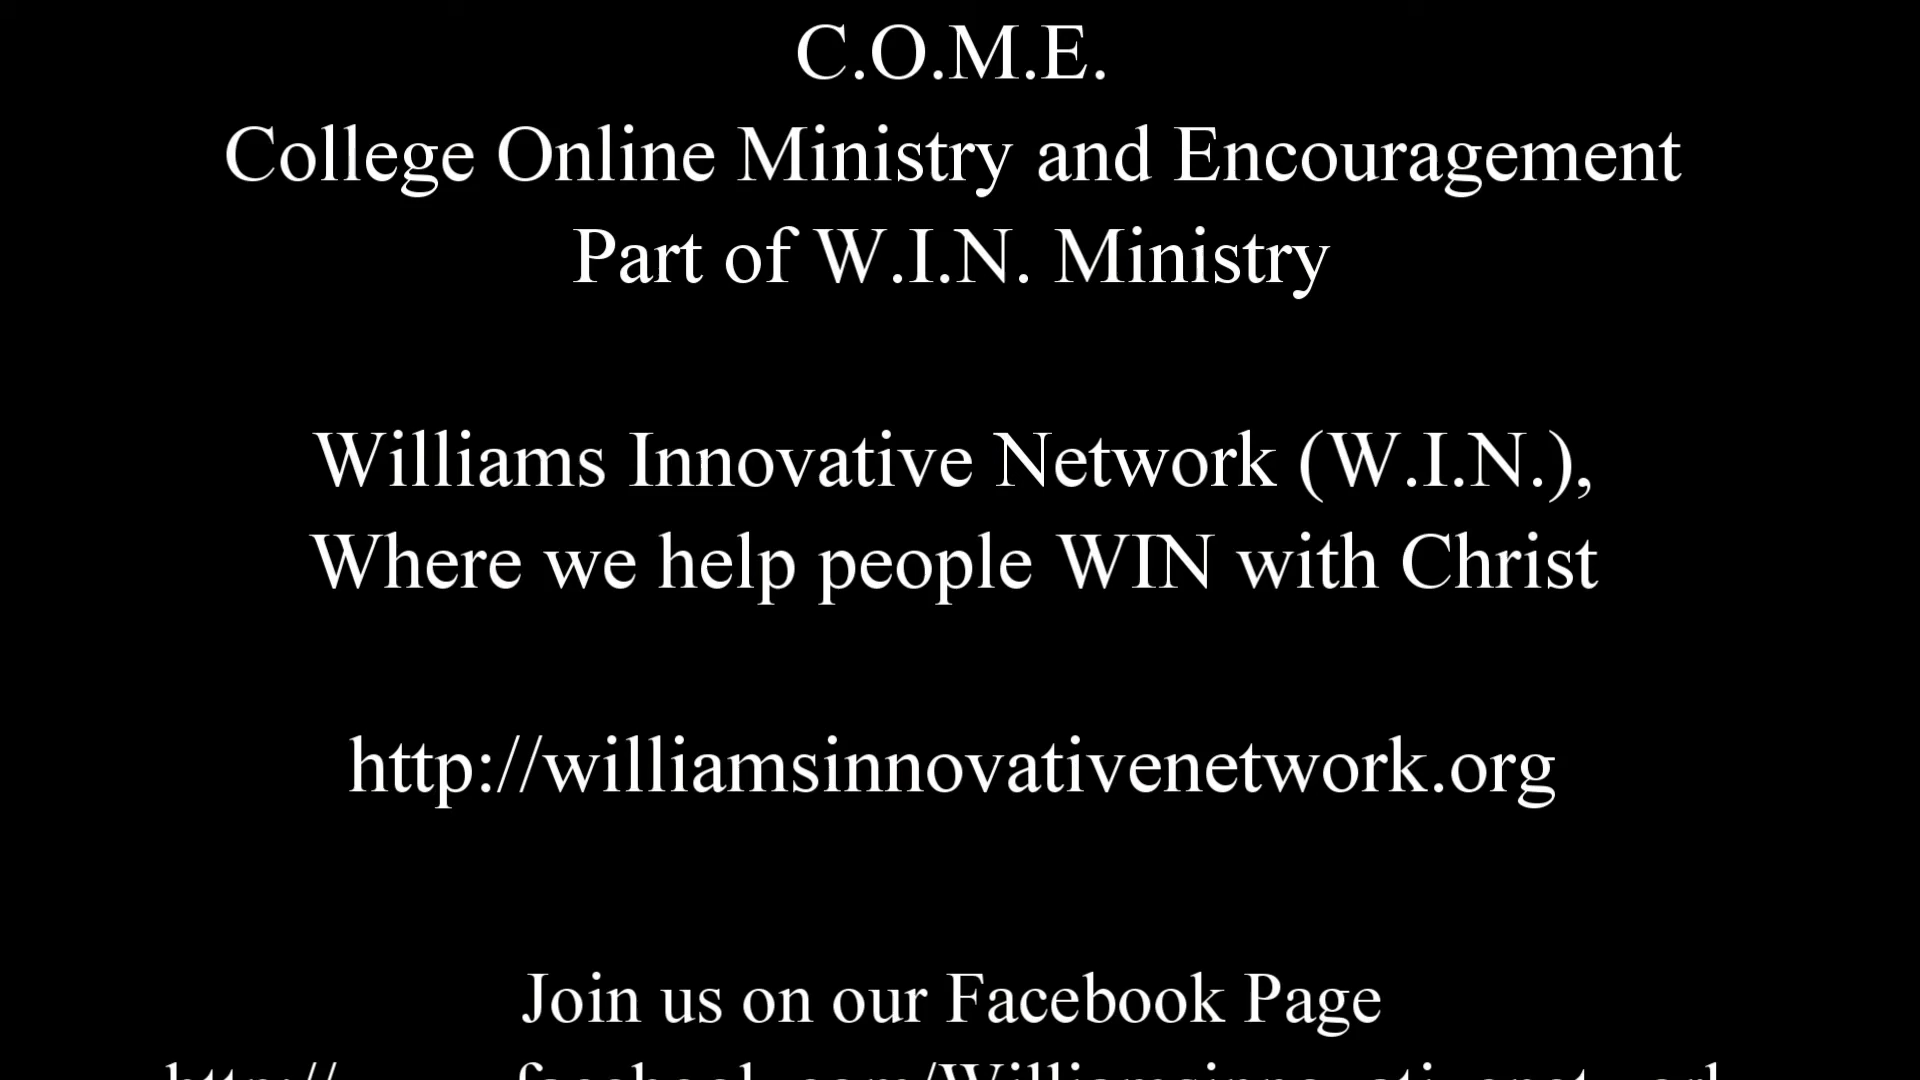 C.O.M.E.
College Online Ministry and Encouragement
Part of W.I.N. Ministry
Williams Innovative Network (W.I.N.),
Where we help people WIN with Christ
http://williamsinnovativenetwork.org
Join us on our Facebook Page